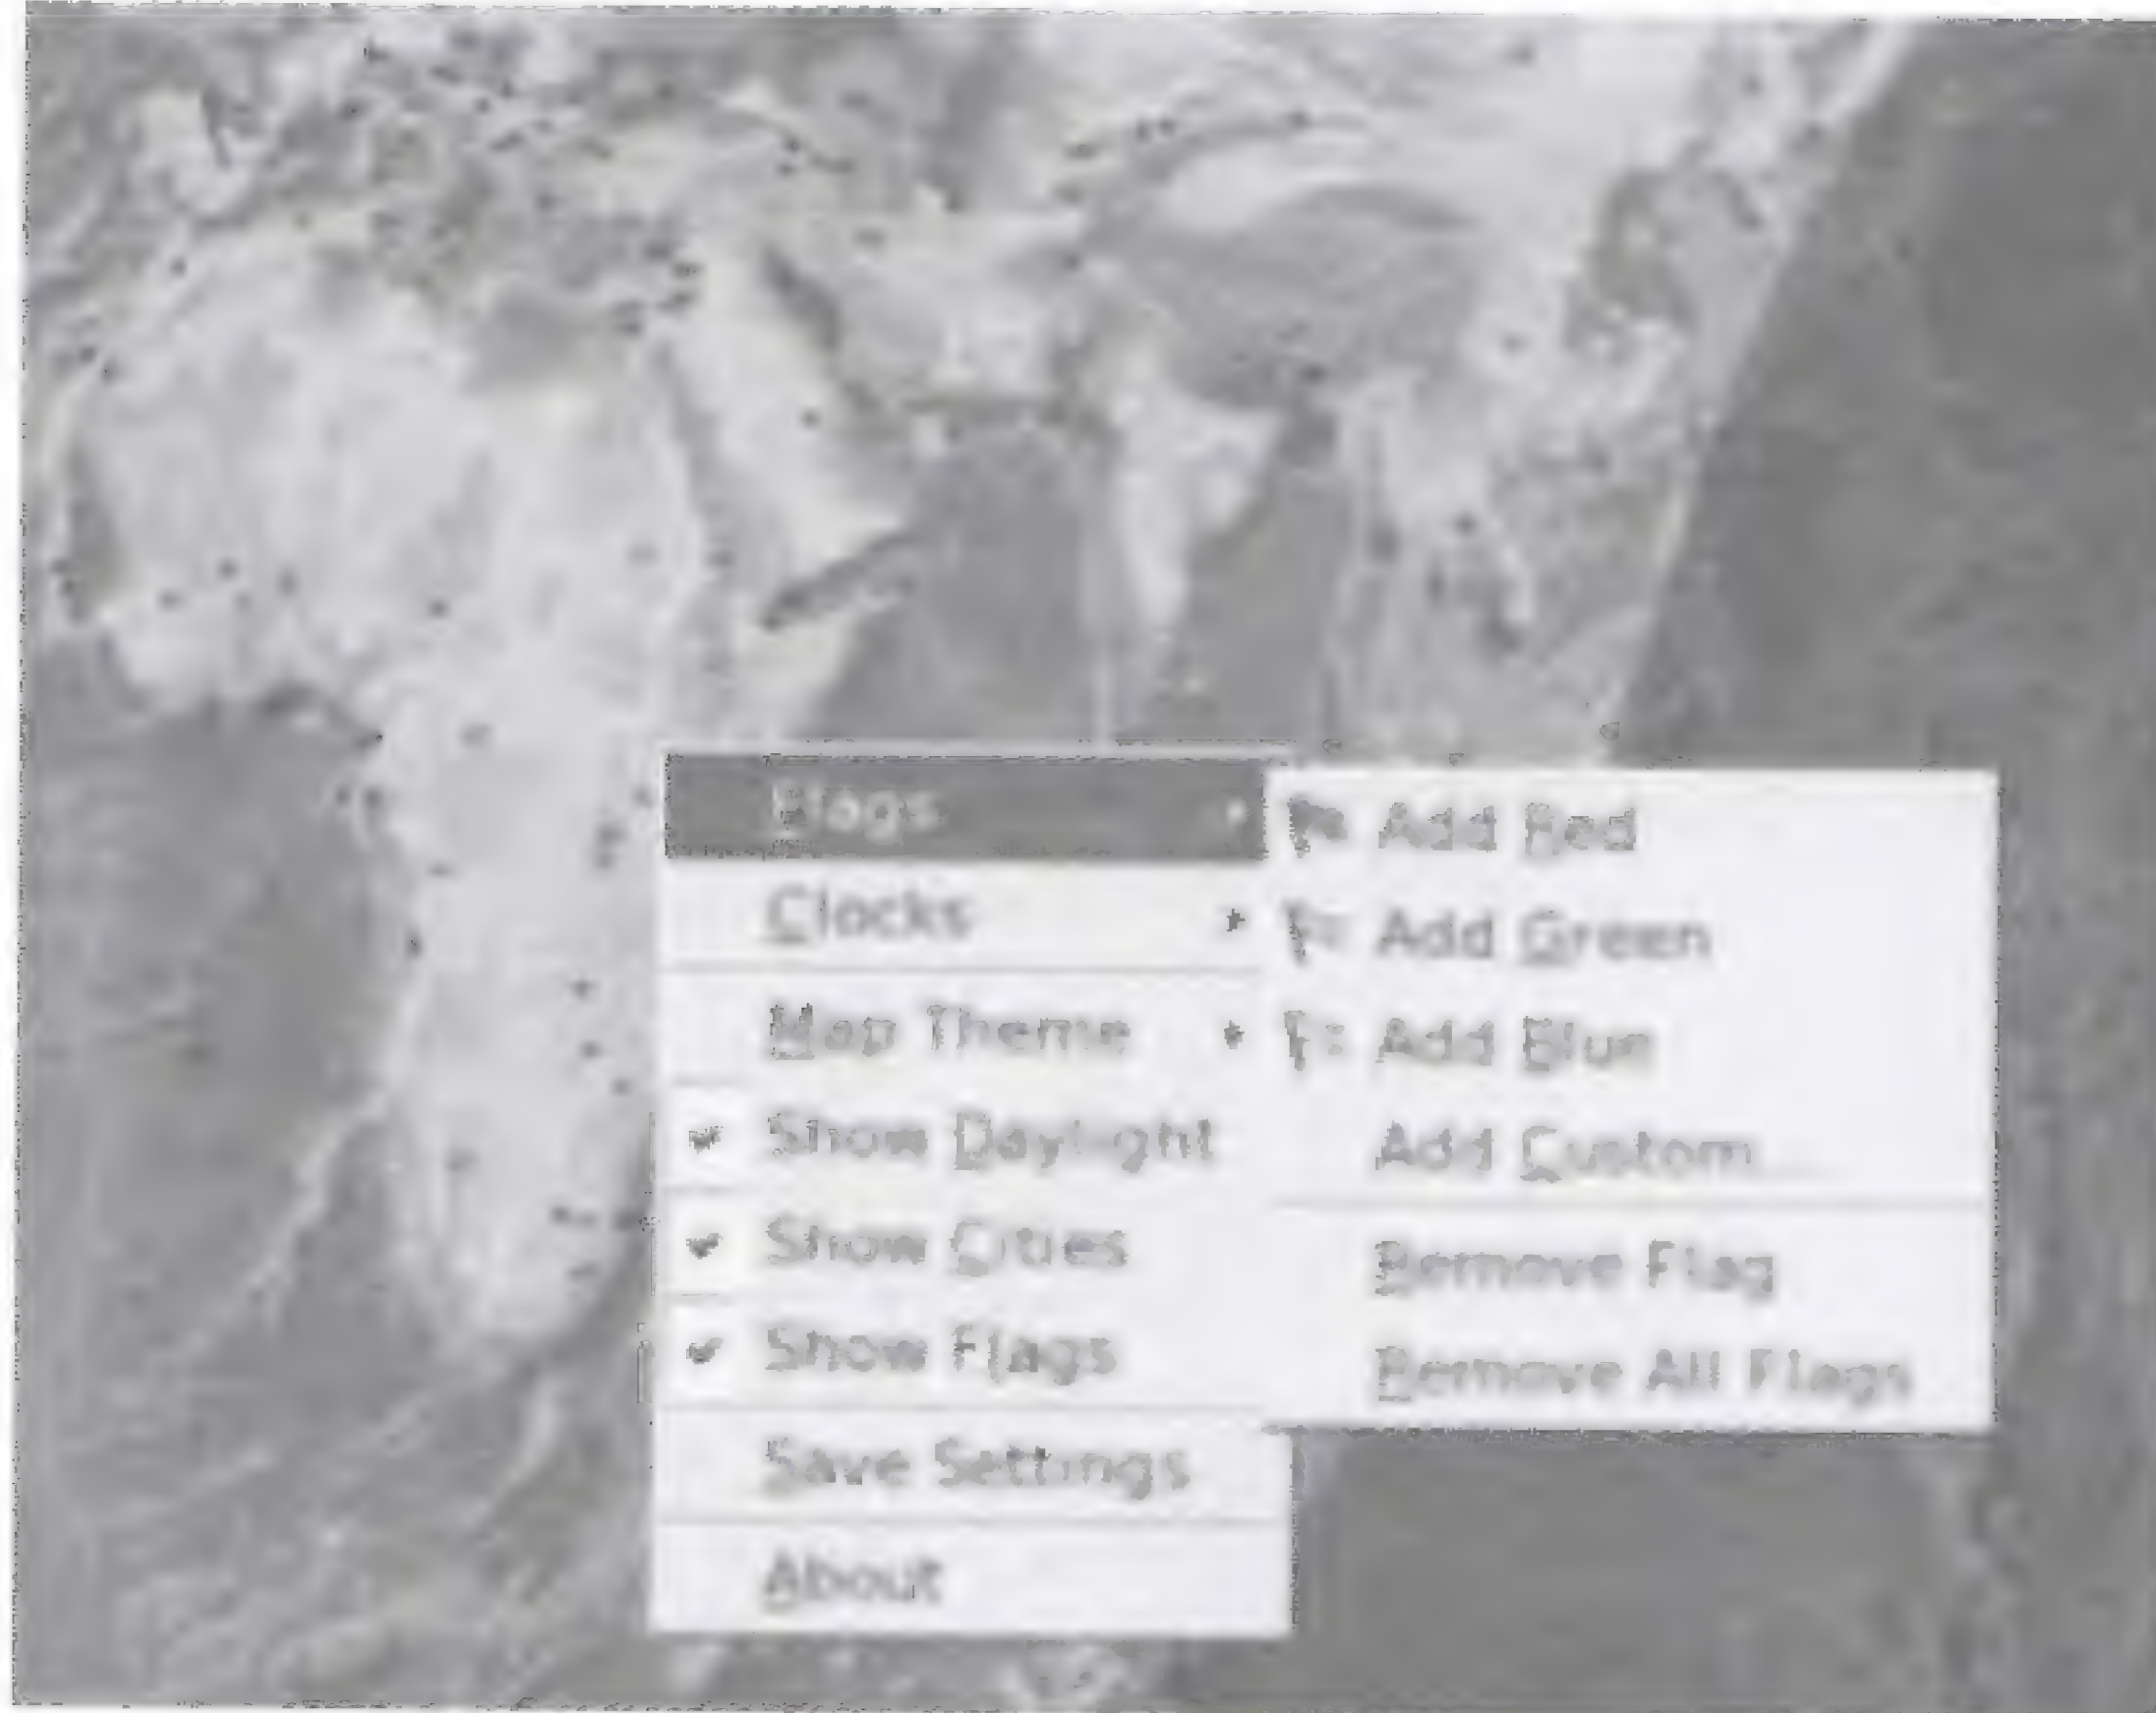 Flags
Clocks
Map Theme
Show Daylight
Show Cities
Show Flags
Save Settings
About
Add Red
Add Green
Add Blue
Add Custom...
Remove Flag
Remove All Flags